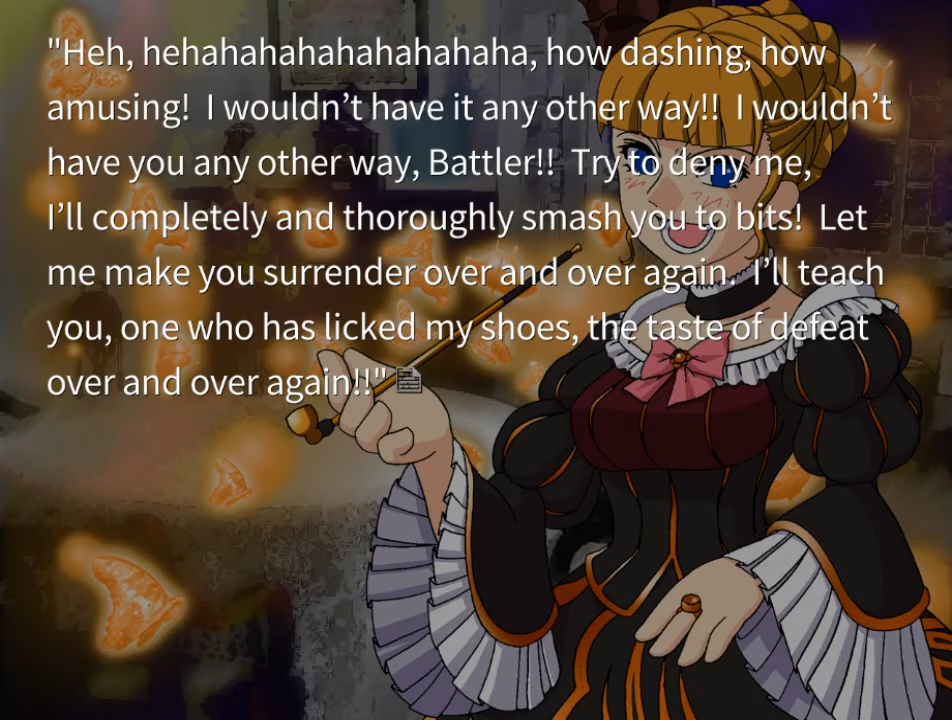 "Heh, hehahahahahahahahaha, how dashing, how
amusing!  I wouldn’t have it any other way!!  I wouldn’t
have you any other way, Battler!!  Try to deny me,
I’ll completely and thoroughly smash you to bits!  Let
me make you surrender over and over again.  I’ll teach
you, one who has licked my shoes, the taste of defeat
over and over again!!"